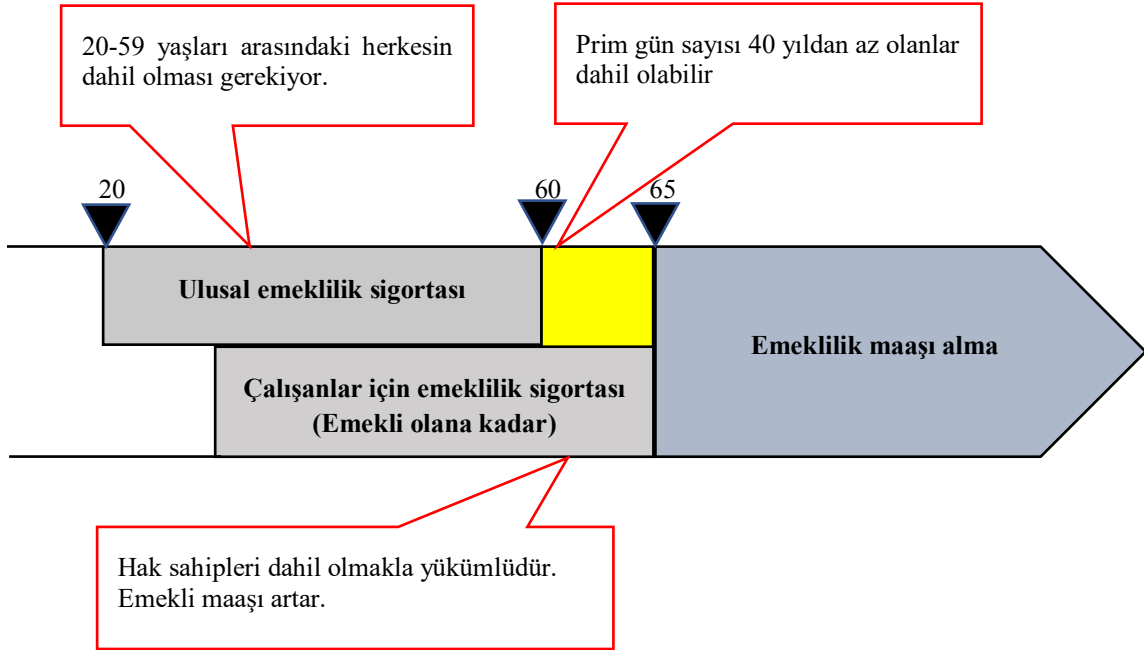 20-59 yaşları arasındaki herkesin
dahil olması gerekiyor.
Prim gün sayısı 40 yıldan az olanlar
dahil olabilir
20
60
65
Ulusal emeklilik sigortası
Emeklilik maaşı alma
Çalışanlar için emeklilik sigortası
(Emekli olana kadar)
Hak sahipleri dahil olmakla yükümlüdür.
Emekli maaşı artar.